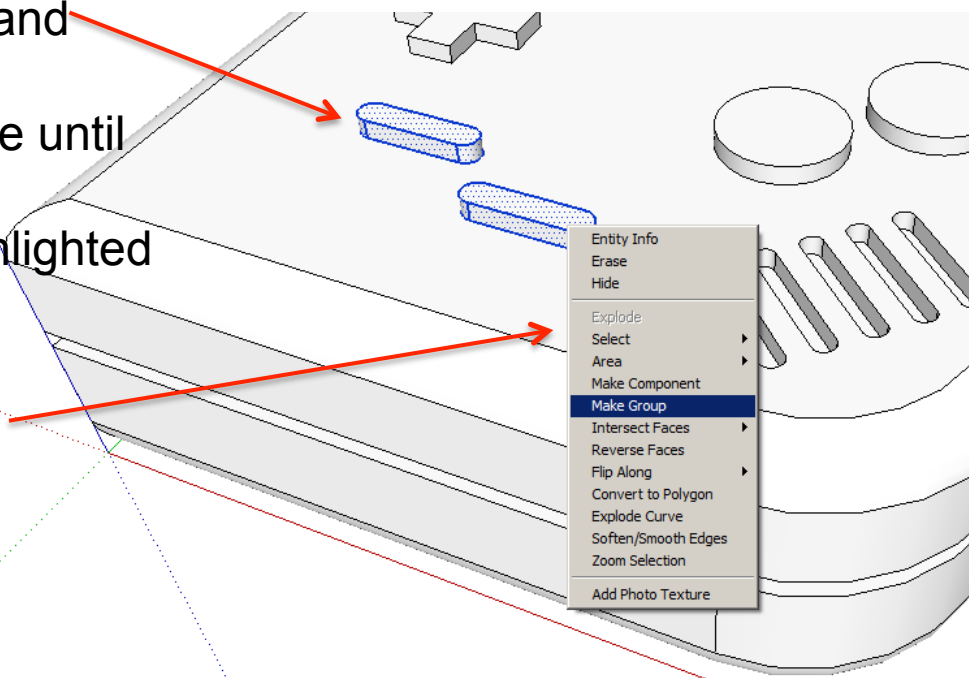 and
e until
hlighted
Entity Info
Erase
Hide
Explode
Select
Area
Make Component
Make Group
Intersect Faces
Reverse Faces
Flip Along
Convert to Polygon
Explode Curve
Soften/Smooth Edges
Zoom Selection
Add Photo Texture